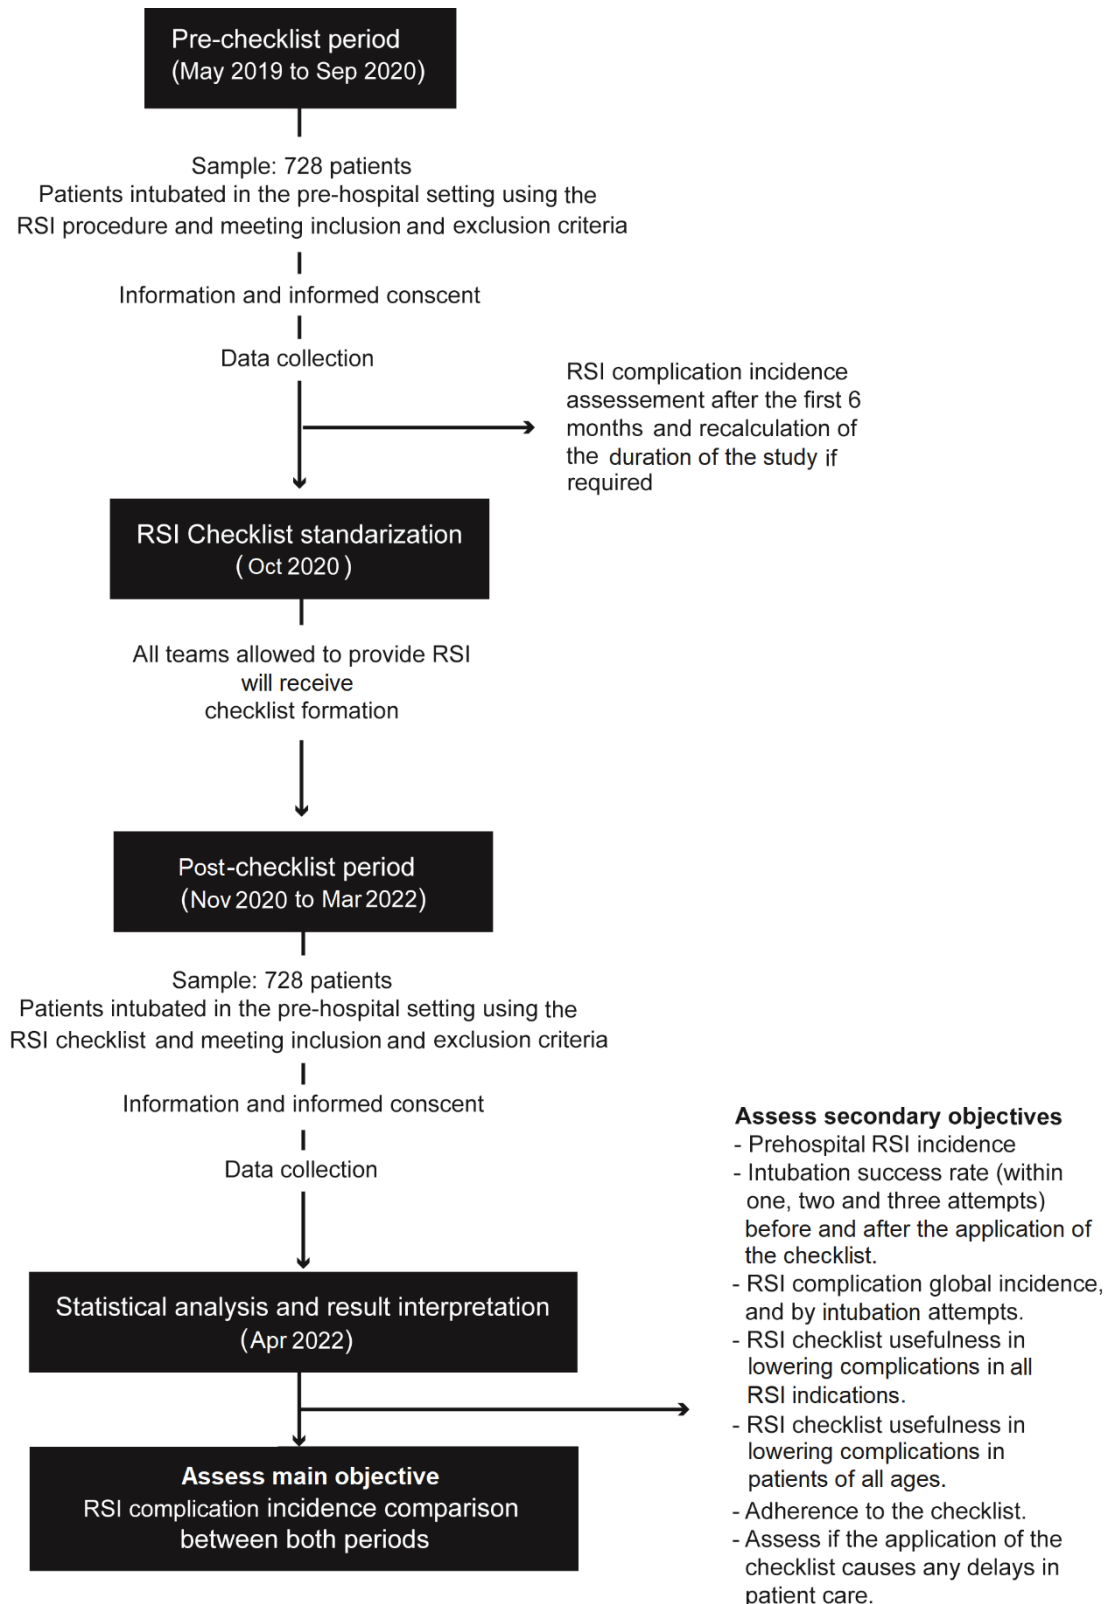 Pre-checklist period
(May 2019 to Sep 2020)
Sample: 728 patients
Patients intubated in the pre-hospital setting using the
RSI procedure and meeting inclusion and exclusion criteria
Information and informed conscent
Data collection
RSI complication incidence
assessement after the first 6
months and recalculation of
the duration of the study if
required
RSI Checklist standarization
( Oct 2020 )
All teams allowed to provide RSI
will receive
checklist formation
Post-checklist period
(Nov 2020 to Mar 2022)
Sample: 728 patients
Patients intubated in the pre-hospital setting using the
RSI checklist and meeting inclusion and exclusion criteria
Information and informed conscent
Data collection
Statistical analysis and result interpretation
(Apr 2022)
Assess main objective
RSI complication incidence comparison
between both periods
Assess secondary objectives
- Prehospital RSI incidence
- Intubation success rate (within
one, two and three attempts)
before and after the application of
the checklist.
- RSI complication global incidence,
and by intubation attempts.
- RSI checklist usefulness in
lowering complications in all
RSI indications.
- RSI checklist usefulness in
lowering complications in
patients of all ages.
- Adherence to the checklist.
- Assess if the application of the
checklist causes any delays in
patient care.